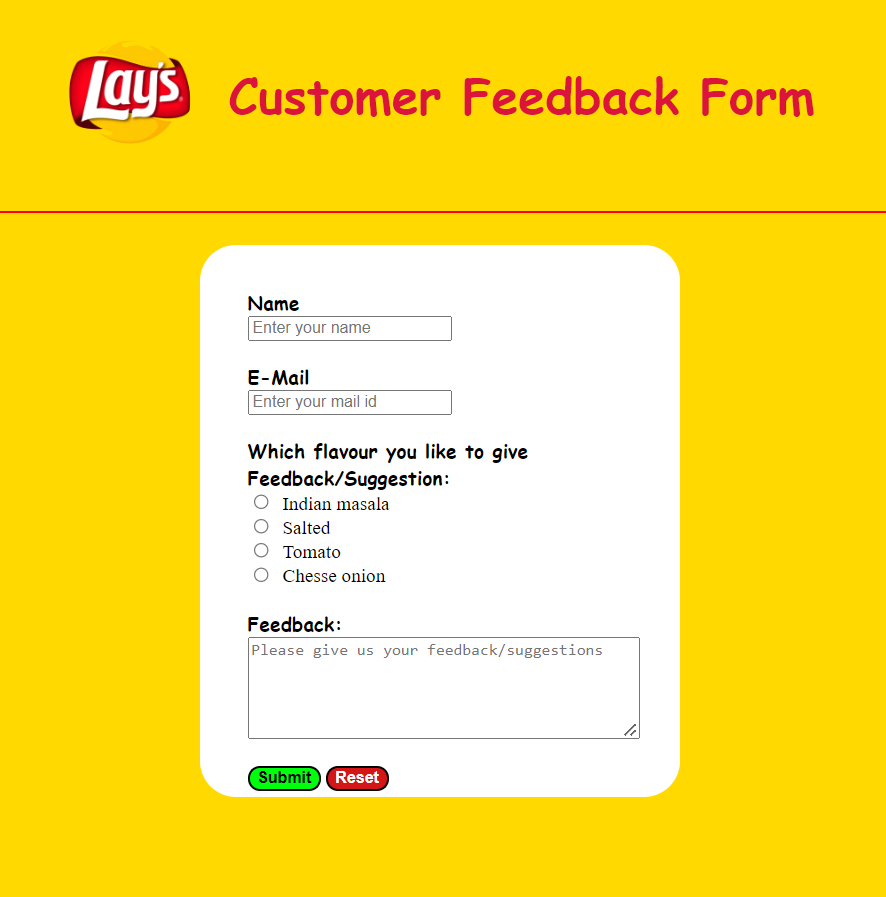 Lay's
Customer Feedback Form
Name
Enter your name
E-Mail
Enter your mail id
Which flavour you like to give
Feedback/Suggestion:
Indian masala
Salted
Tomato
Chesse onion
Feedback:
Please give us your feedback/suggestions
Submit Reset